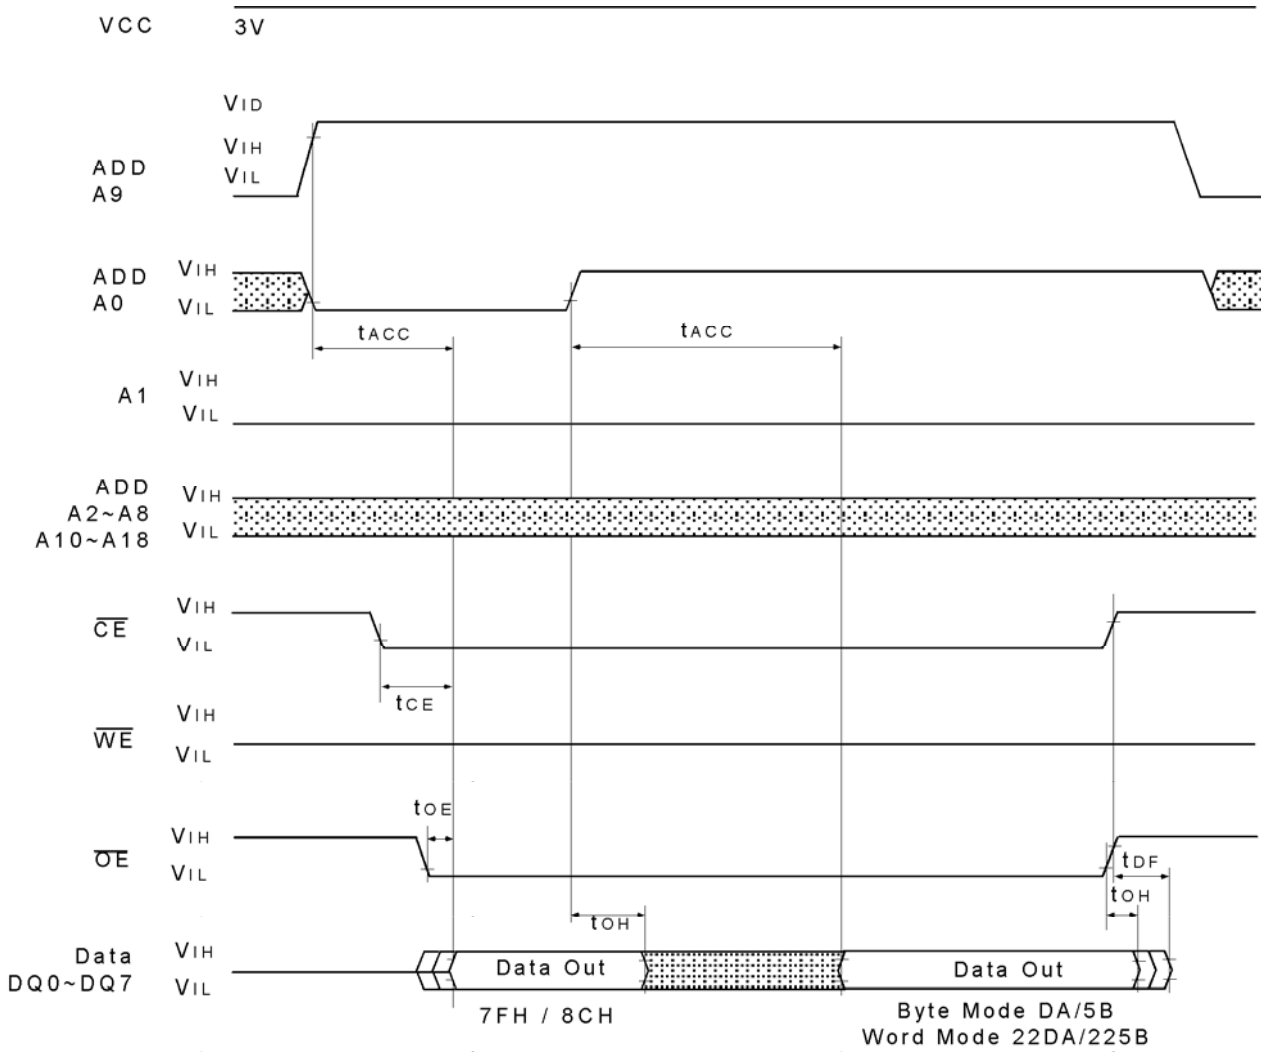 VCC 3V
VID
VIH
ADD VIL
A9
ADD VIH
A0 VIL
tACC tACC
A1 VIH
VIL
ADD VIH
A2~A8
A10~A18 VIL
CE VIH
VIL
tCE
WE VIH
VIL
tOE
OE VIH
VIL
tDF
tOH tOH
Data VIH
DQ0~DQ7 VIL
Data Out Data Out
7FH / 8CH
Byte Mode DA/5B
Word Mode 22DA/225B